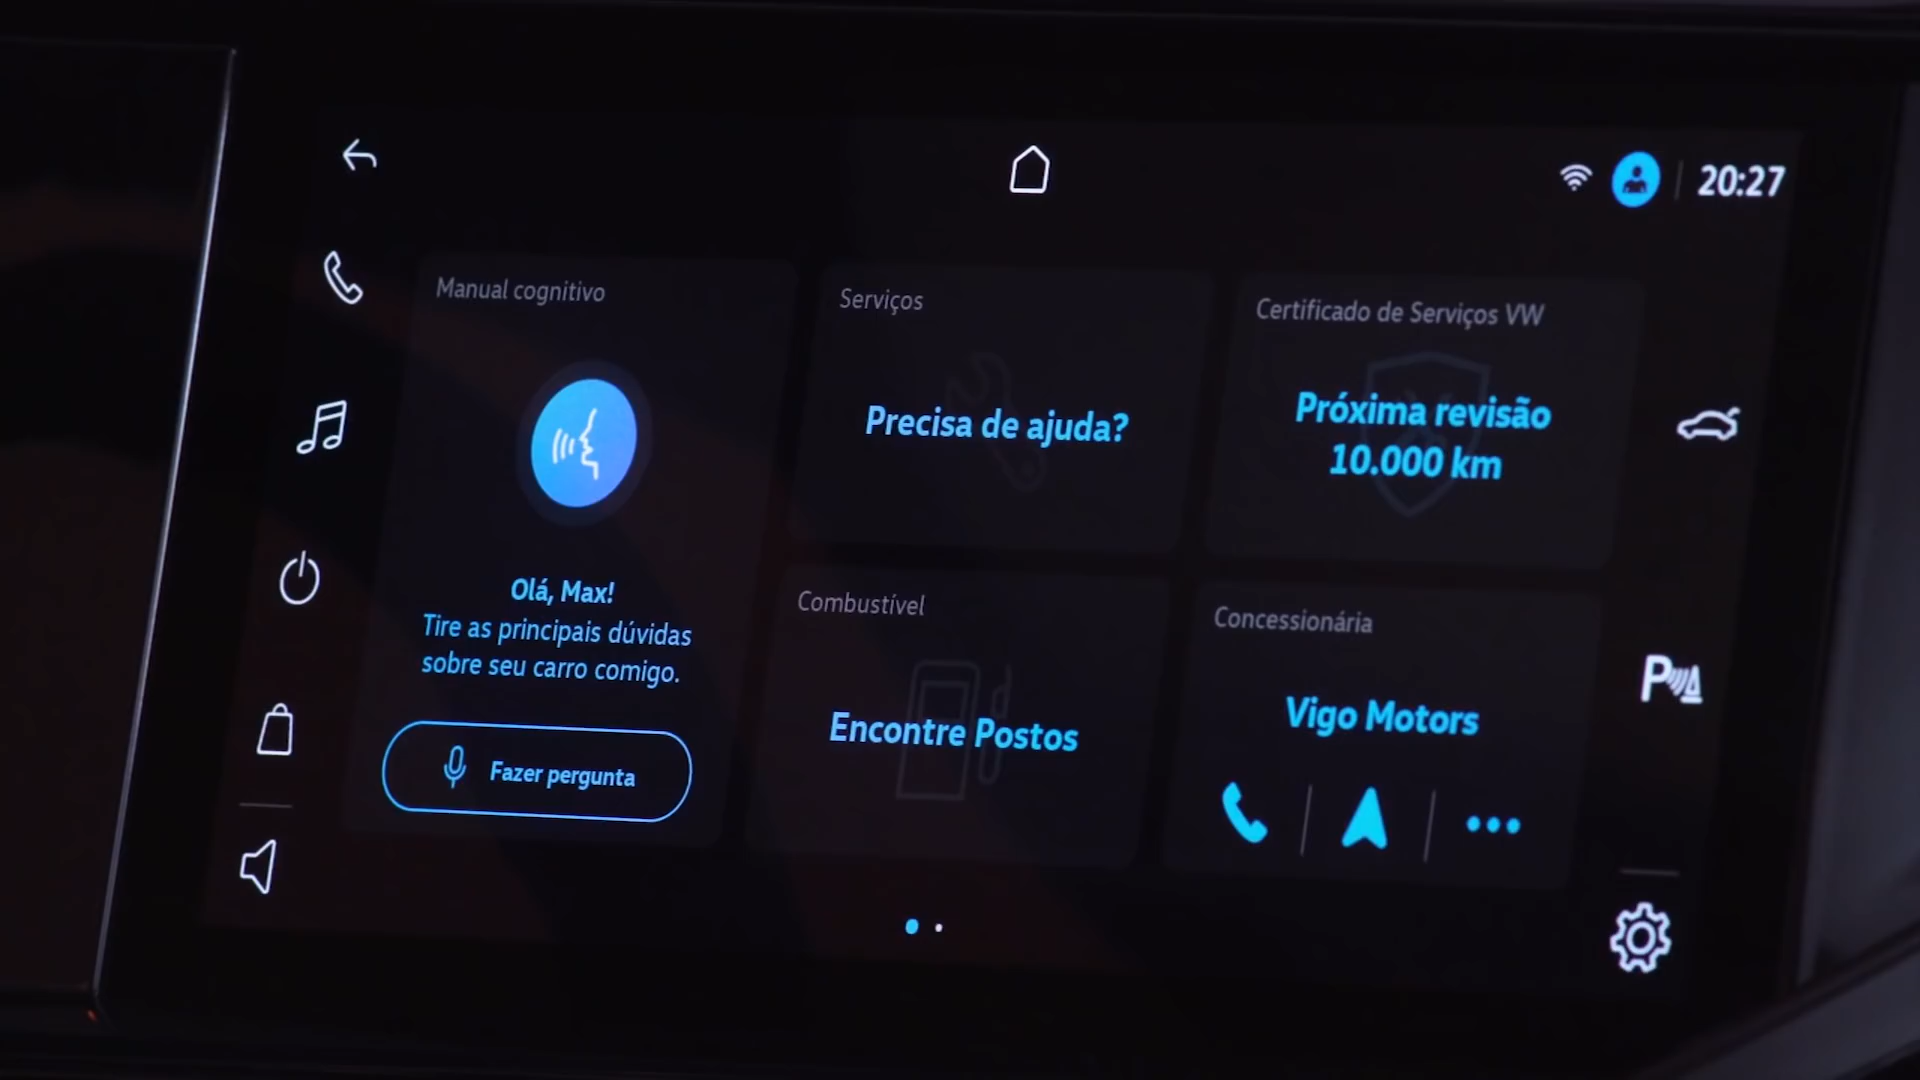 20:27
Manual cognitivo
Olá, Max!
Tire as principais dúvidas
sobre seu carro comigo.
Fazer pergunta
Serviços
Precisa de ajuda?
Certificado de Serviços VW
Próxima revisão
10.000 km
Combustível
Encontre Postos
Concessionária
Vigo Motors
P